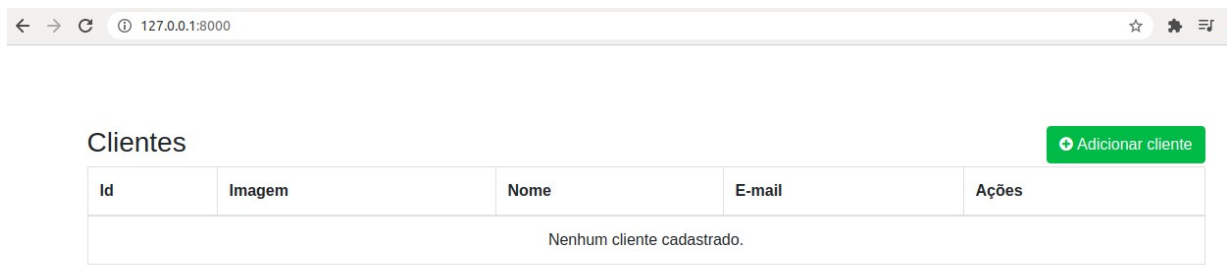 127.0.0.1:8000
Clientes
Adicionar cliente
Id Imagem Nome E-mail Ações
Nenhum cliente cadastrado.